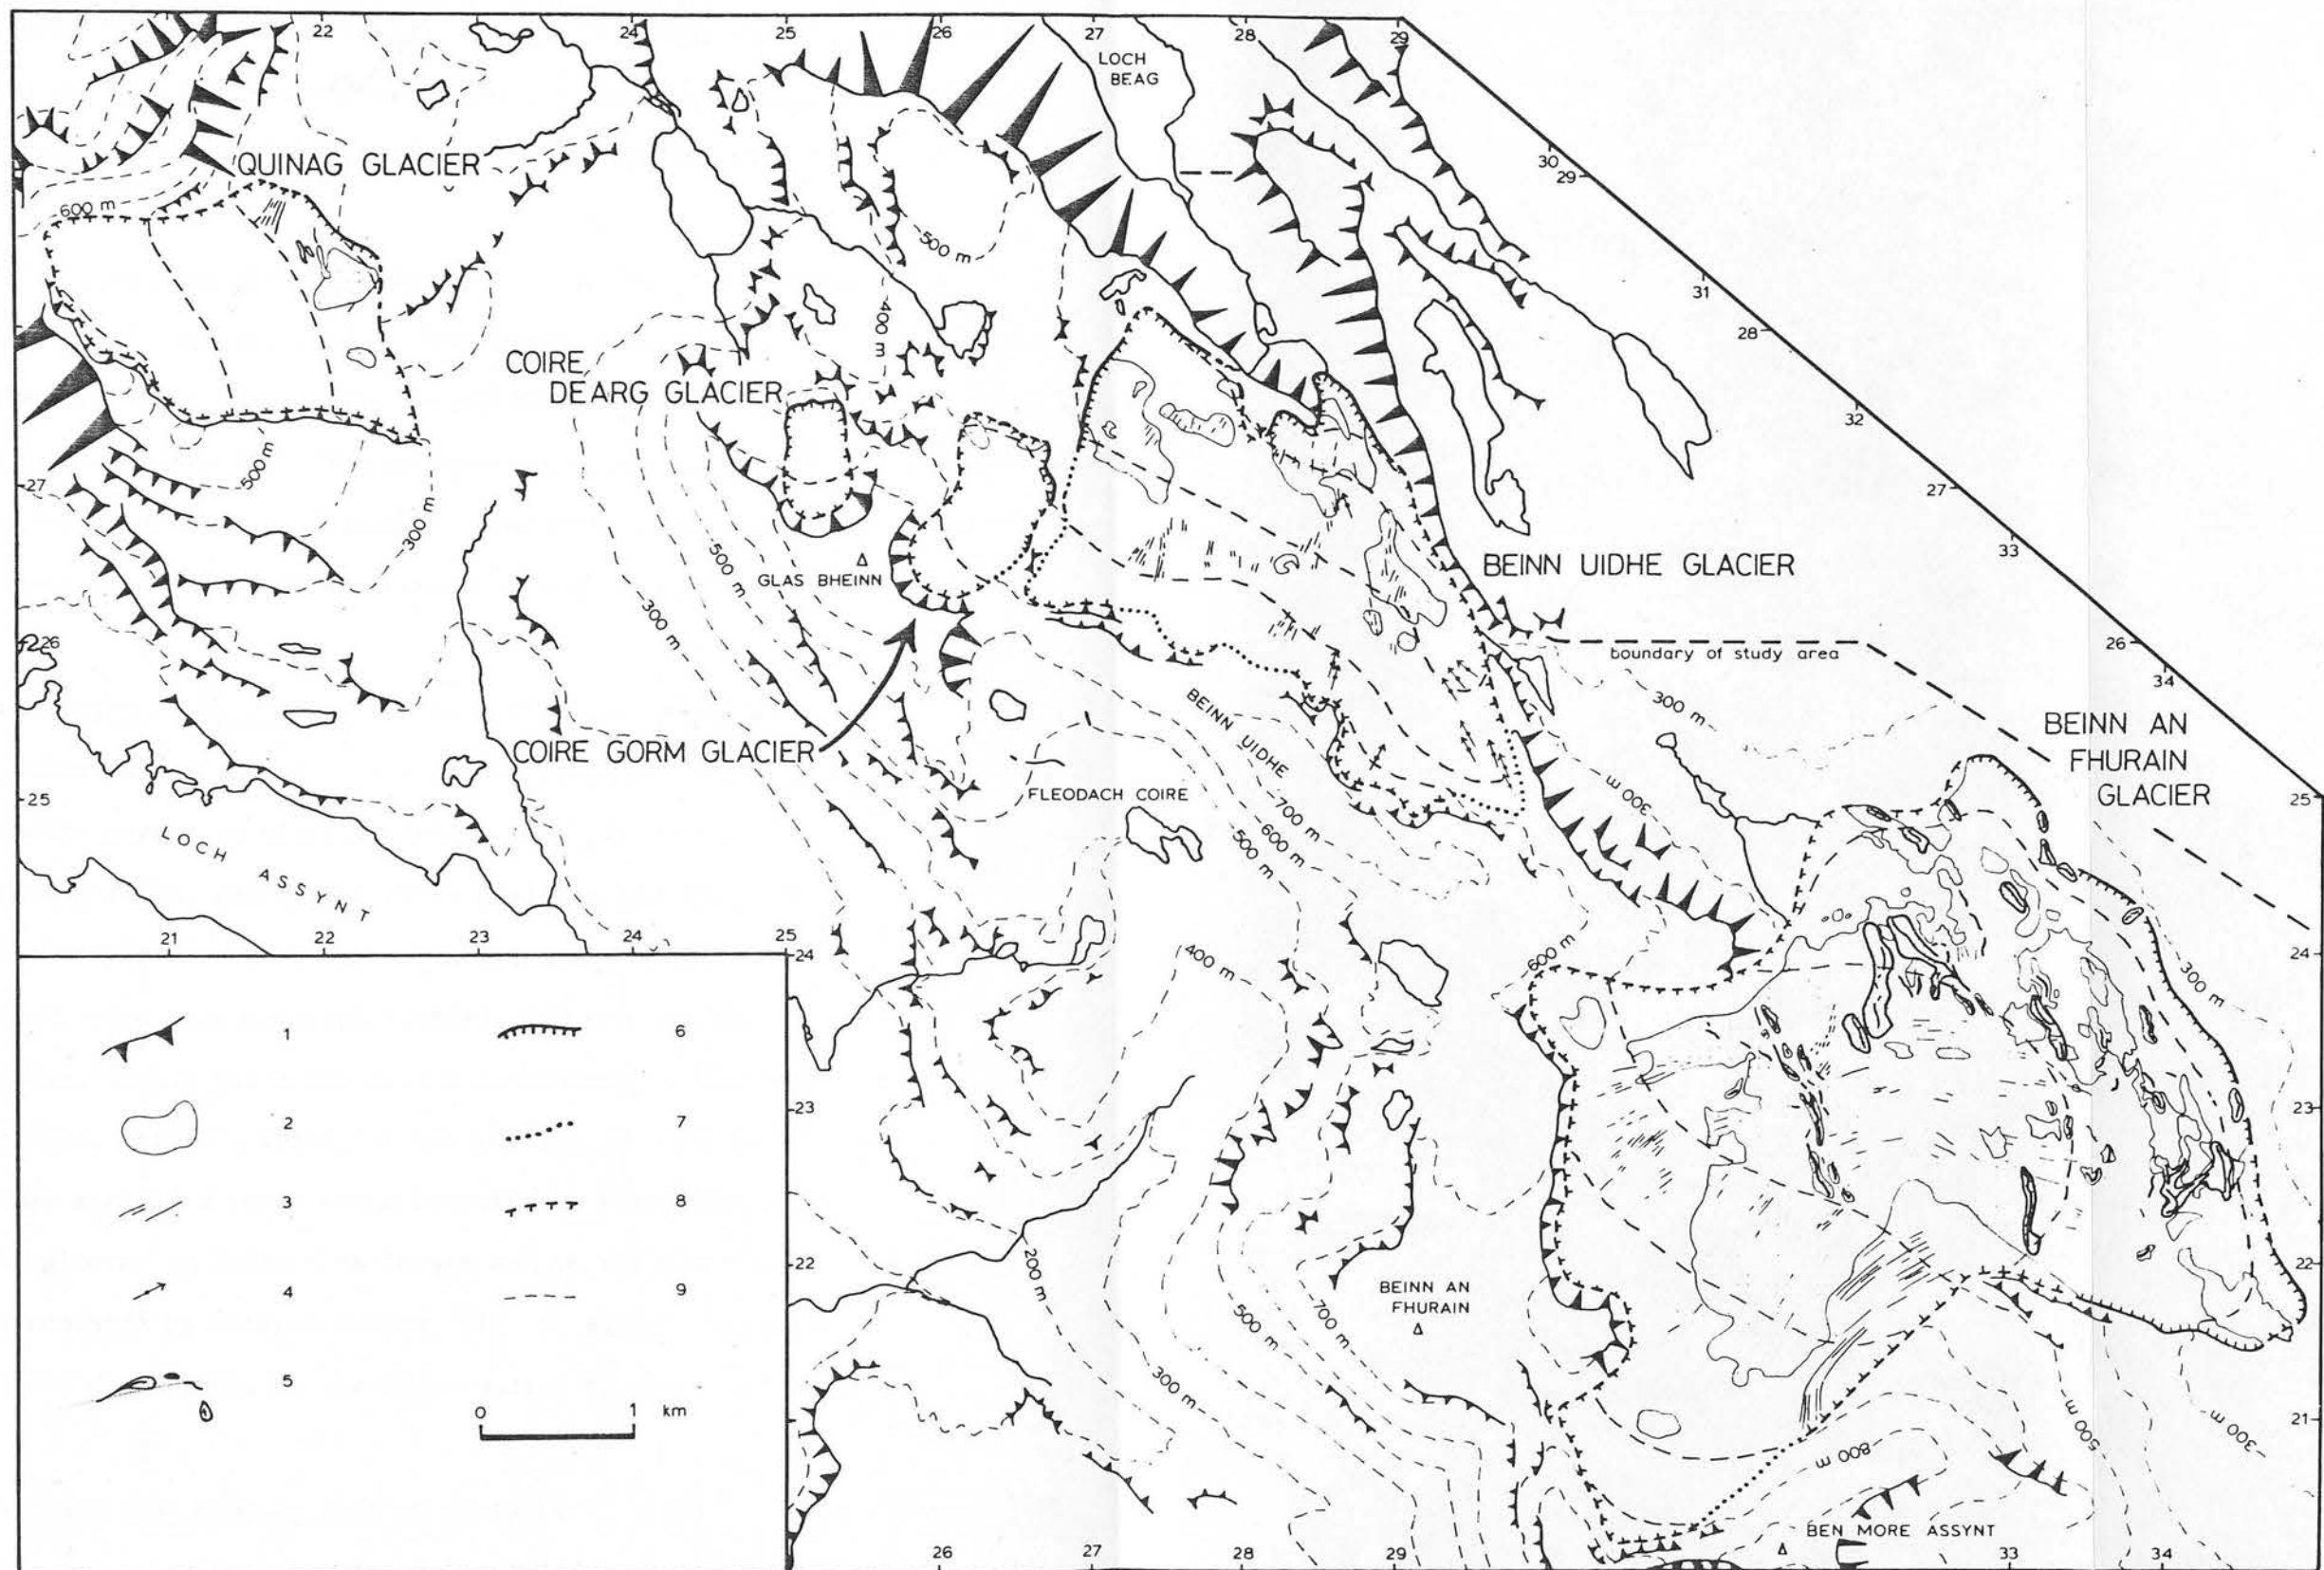 22
24
25
26
27
28
29
LOCH
BEAG
30
29
QUINAG GLACIER
600 m
500 m
31
28
400 m
COIRE
DEARG GLACIER
32
27
500 m
27
300 m
33
500 m
GLAS BHEINN
BEINN UIDHE GLACIER
300 m
226
boundary of study area
26
34
300 m
BEINN UIDHE
BEINN AN
FHURAIN
GLACIER
COIRE GORM GLACIER
25
FLEODACH COIRE
700 m
600 m
500 m
300 m
25
LOCH ASSYNT
21
22
23
24
25
24
400 m
600 m
24
300 m
1
6
23
23
2
7
3
8
22
22
200 m
4
9
BEINN AN
FHURAIN
500 m
700 m
5
300 m
0
1
km
21
300 m
500 m
800 m
BEN MORE ASSYNT
26
27
28
29
33
34